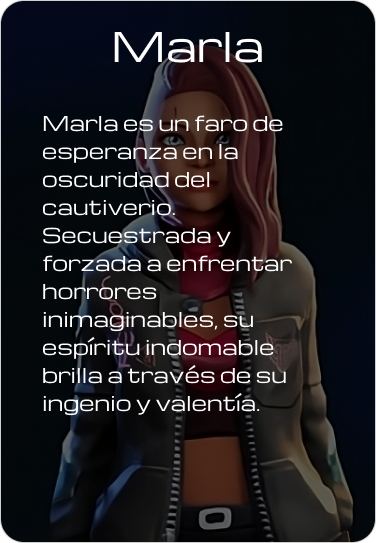 Marla
Marla es un faro de
esperanza en la
oscuridad del
cautiverio.
Secuestrada y
forzada a enfrentar
horrores
inimaginables, su
espíritu indomable
brilla a través de su
ingenio y valentía.